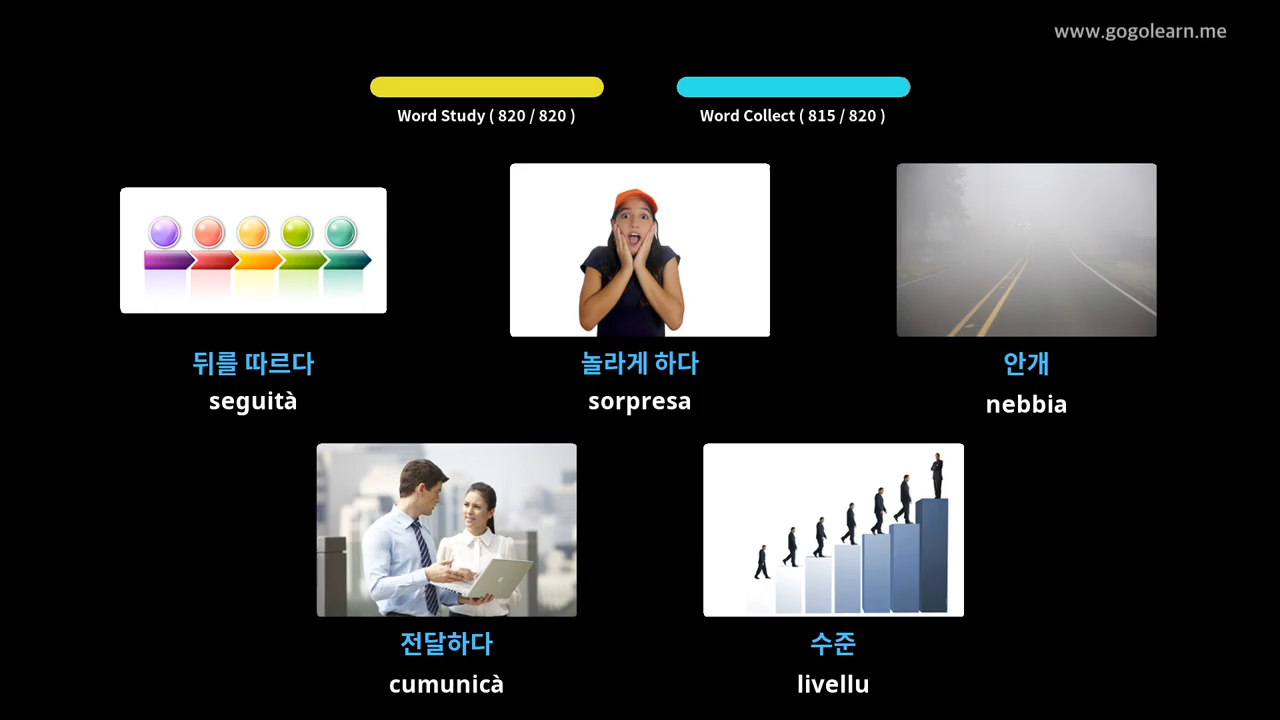 www.gogolearn.me
Word Study ( 820 / 820 )
Word Collect ( 815 / 820 )
뒤를 따르다
seguità
놀라게 하다
sorpresa
안개
nebbia
전달하다
cumunicà
수준
livellu